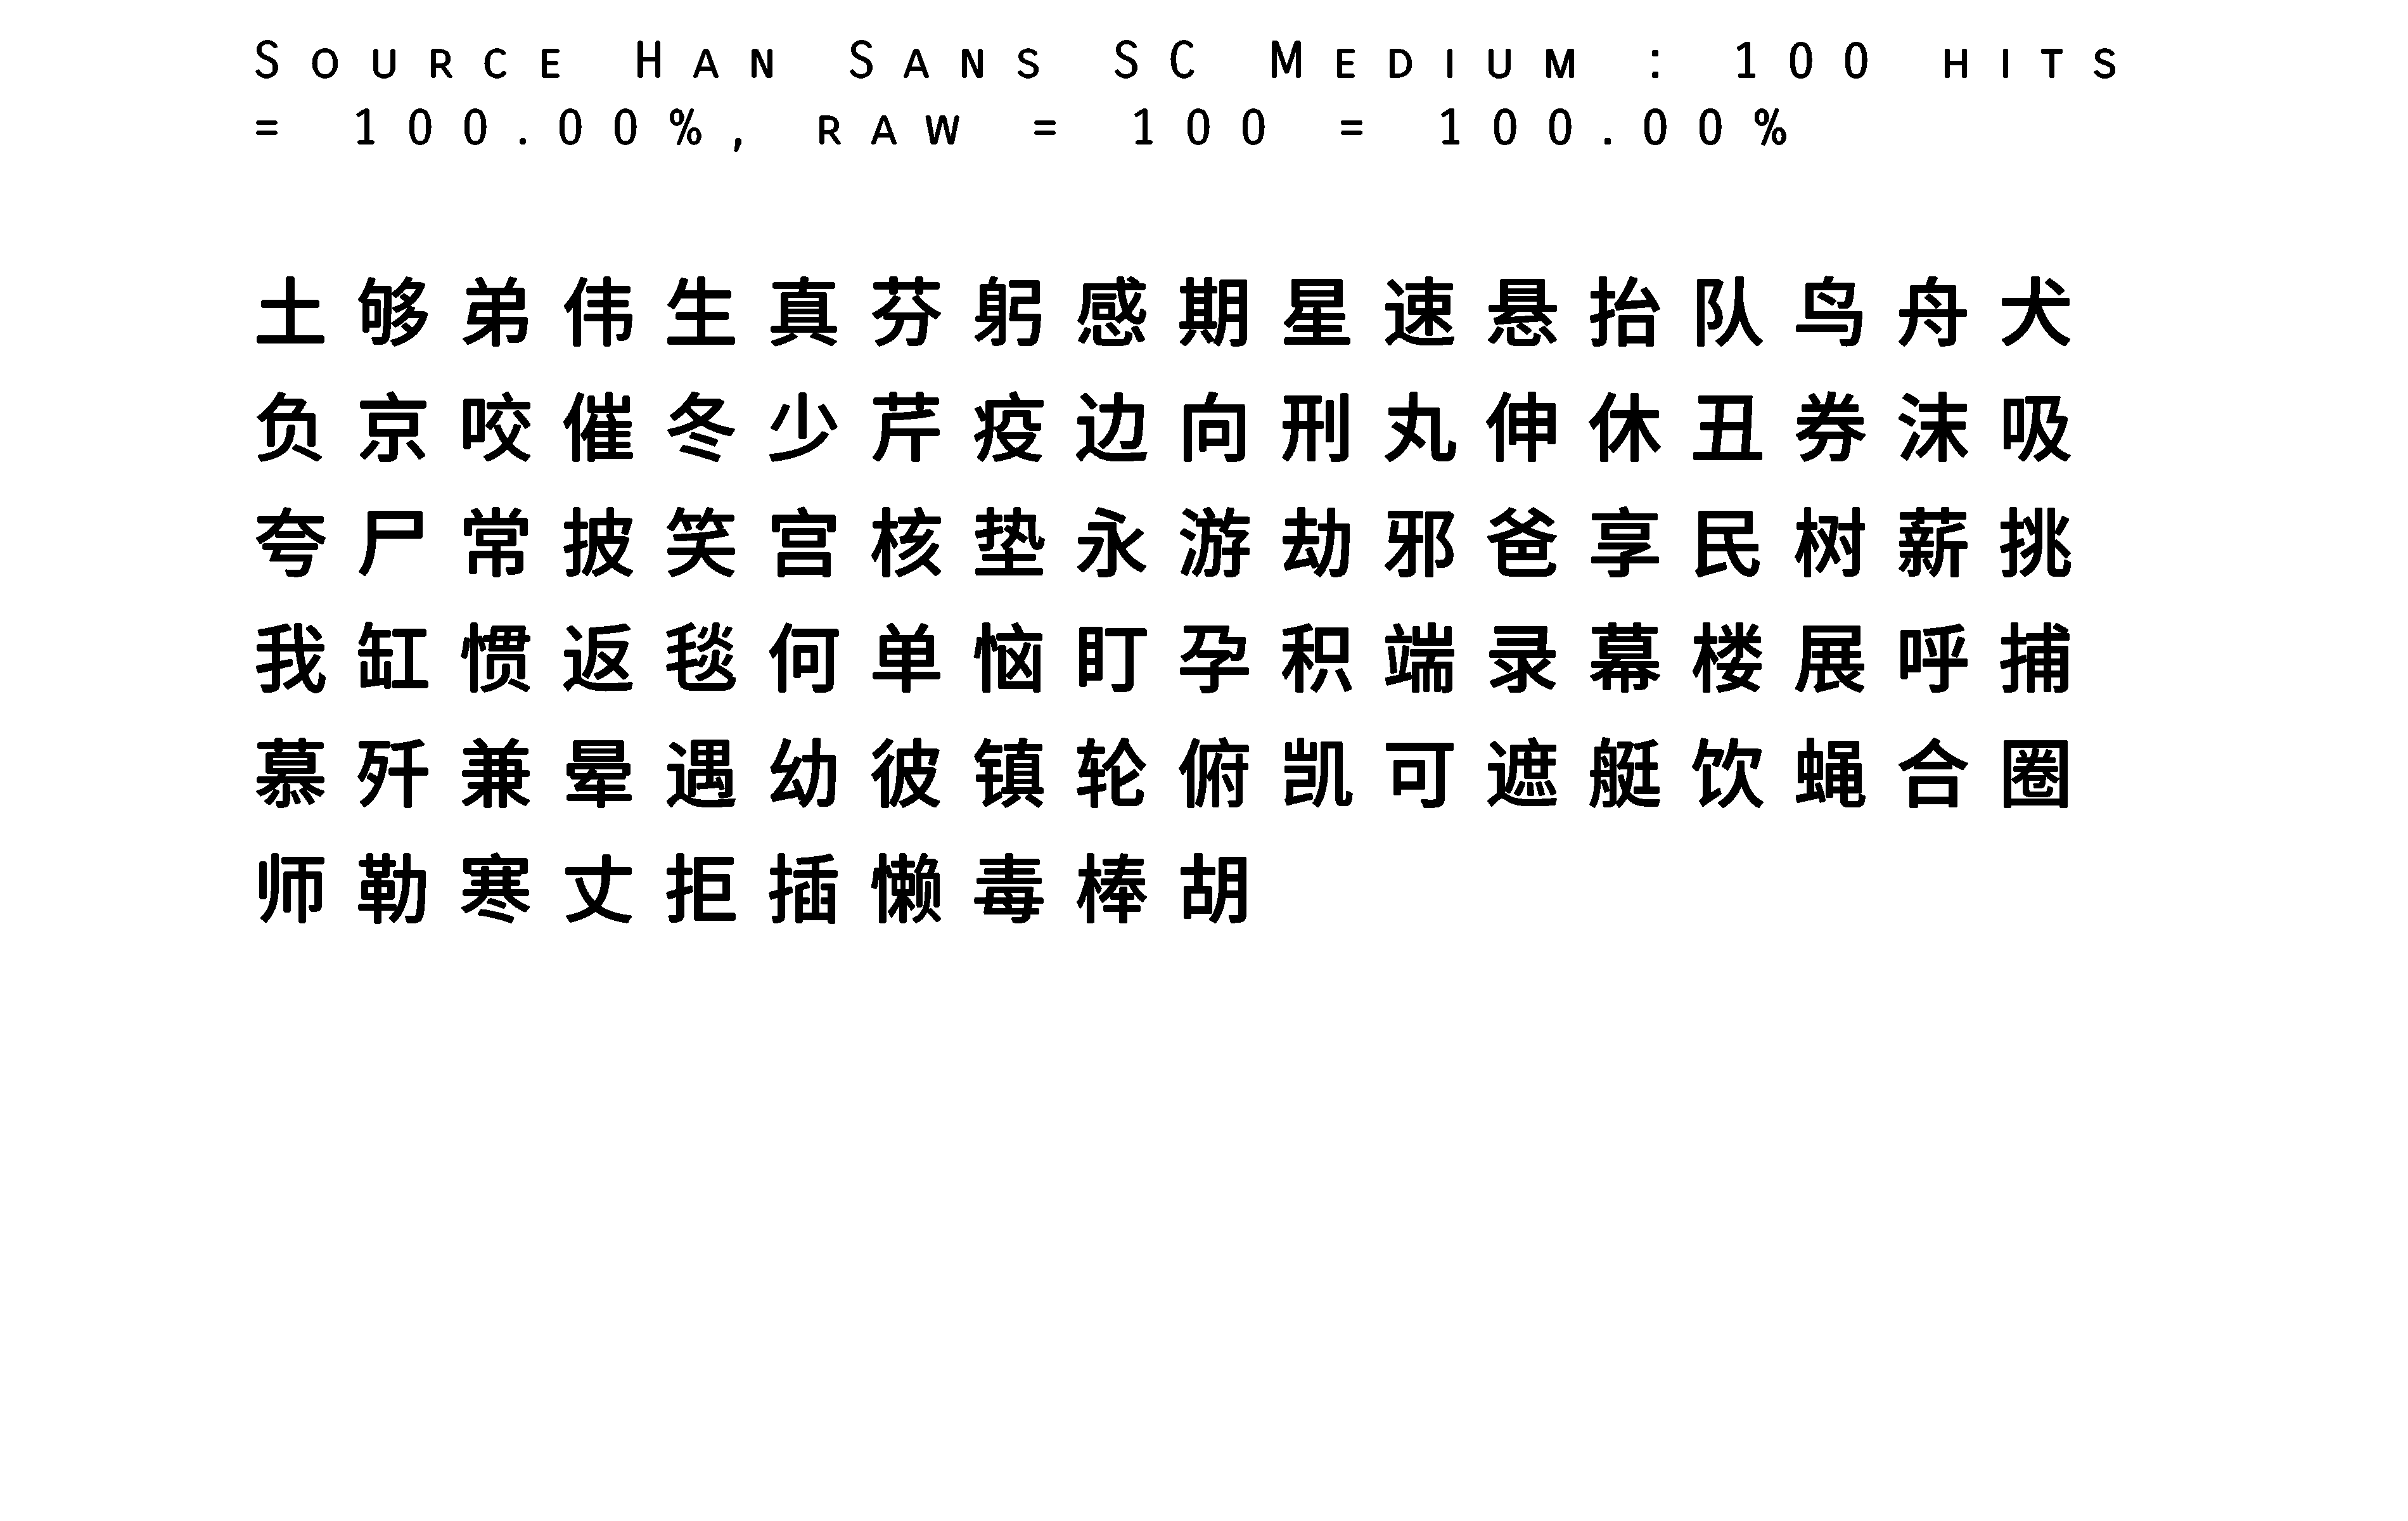 Source Han Sans SC Medium : 100 hits
= 100.00%, raw = 100 = 100.00%
土够弟伟生真芬躬感期星速悬抬队鸟舟犬
负京咬催冬少芹疫边向刑丸伸休丑券沫吸
夸尸常披笑宫核垫永游劫邪爸享民树薪挑
我缸惯返毯何单恼盯孕积端录幕楼展呼捕
慕歼兼晕遇幼彼镇轮俯凯可遮艇饮蝇合圈
师勒寒丈拒插懒毒棒胡